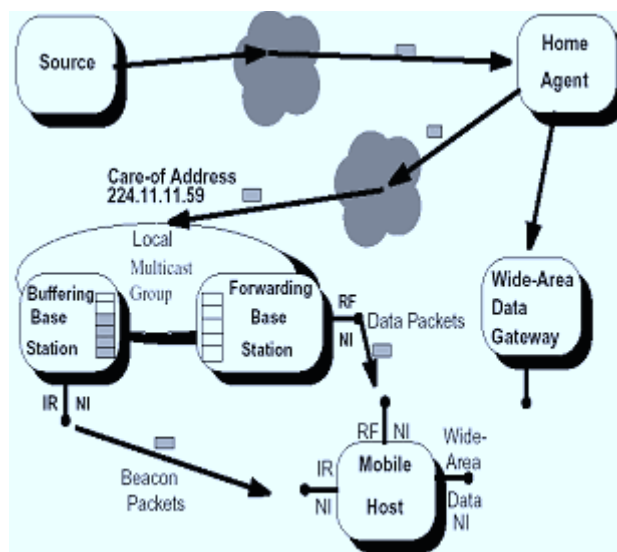 Source
Home
Agent
Care-of Address
224.11.11.59
Local
Multicast
Group
Buffering
Base
Station
Forwarding
Base
Station
RF
NI
Data Packets
Wide-Area
Data
Gateway
IR NI
Beacon
Packets
RF NI
IR
NI
Mobile
Host
Wide-
Area
Data
NI